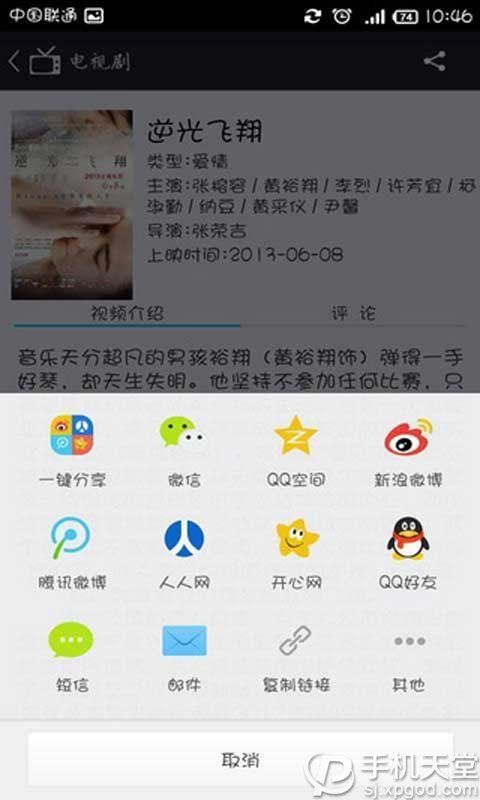 中国联通 74 10:46
电视剧
逆光飞翔
逆光飞翔
类型:爱情
主演:张榕容/黄裕翔/李烈/许芳宜/柯
淑勤/纳豆/黄采仪/尹馨
导演:张荣吉
上映时间:2013-06-08
视频介绍 评 论
音乐天分超凡的男孩裕翔（黄裕翔饰）弹得一手
好琴，却天生失明。他坚持不参加任何比赛，只
一键分享 微信 QQ空间 新浪微博
腾讯微博 人人网 开心网 QQ好友
短信 邮件 复制链接 其他
取消
手机天堂
sj.xpgod.com